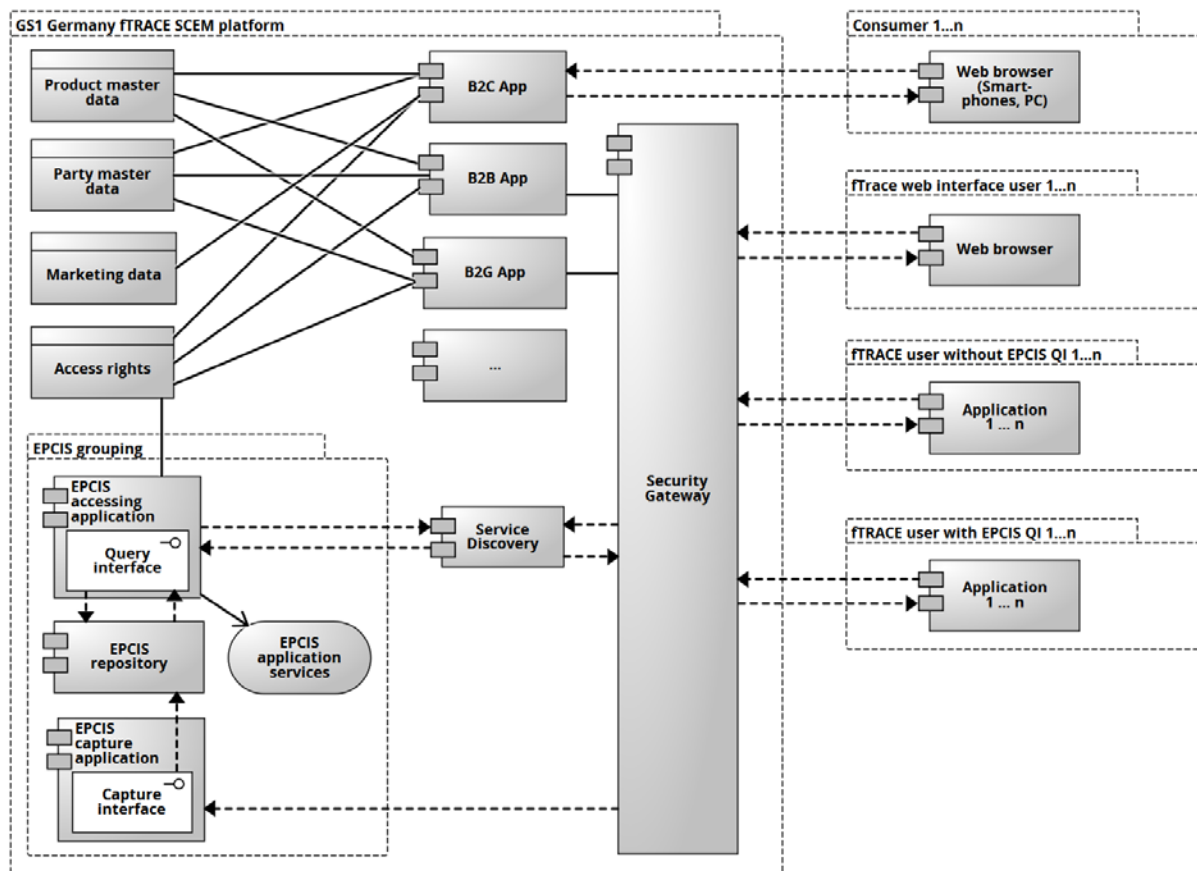 GS1 Germany fTRACE SCEM platform
Consumer 1...n
Product master
data
B2C App
Web browser
(Smart-
phones, PC)
Party master
data
B2B App
fTrace web interface user 1...n
Web browser
Marketing data
B2G App
Access rights
...
fTRACE user without EPCIS QI 1...n
Application
1 ... n
EPCIS grouping
EPCIS
accessing
application
Query
interface
Service
Discovery
Security
Gateway
fTRACE user with EPCIS QI 1...n
Application
1 ... n
EPCIS
repository
EPCIS
application
services
EPCIS
capture
application
Capture
interface